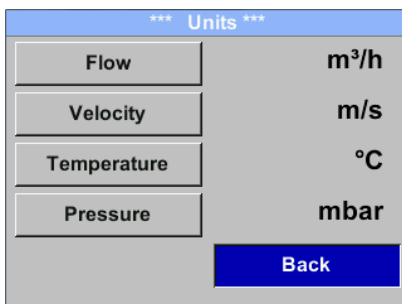 *** Units ***
Flow m³/h
Velocity m/s
Temperature °C
Pressure mbar
Back